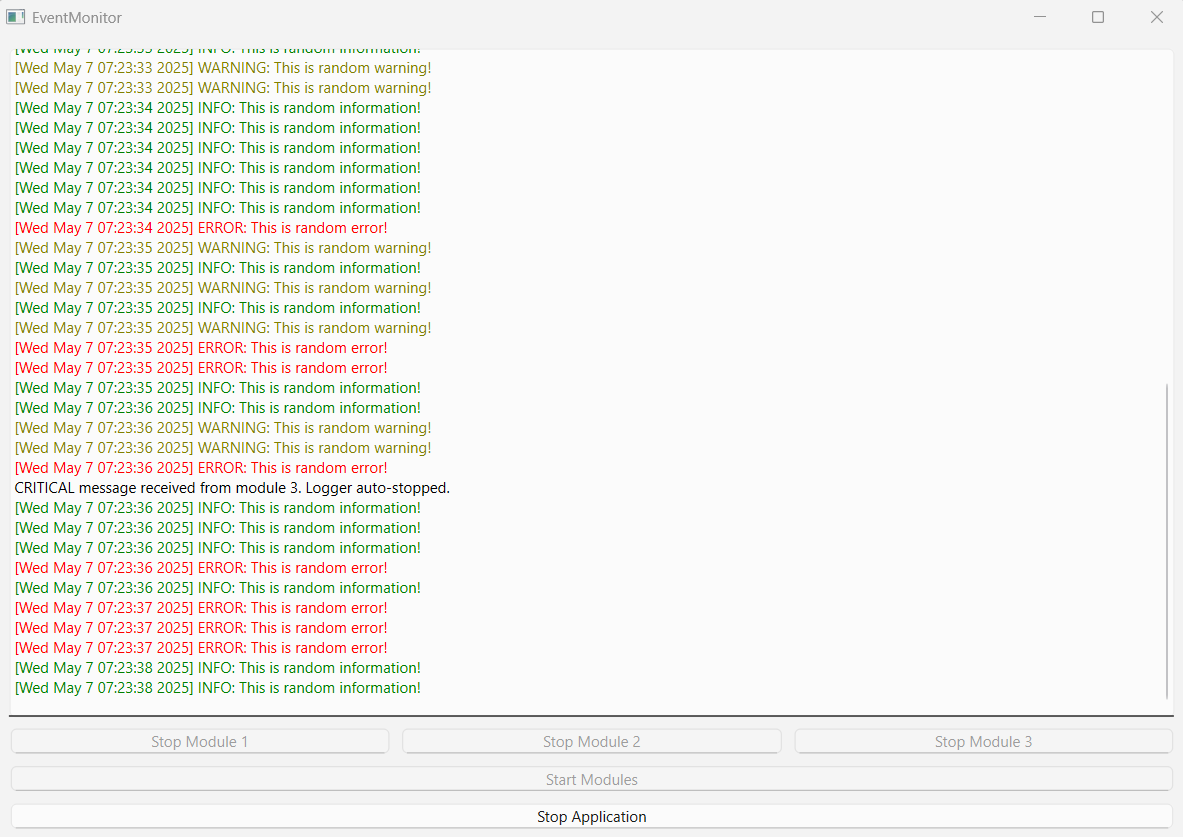 EventMonitor
[Wed May 7 07:23:33 2025] INFO: This is random information!
[Wed May 7 07:23:33 2025] WARNING: This is random warning!
[Wed May 7 07:23:33 2025] WARNING: This is random warning!
[Wed May 7 07:23:34 2025] INFO: This is random information!
[Wed May 7 07:23:34 2025] INFO: This is random information!
[Wed May 7 07:23:34 2025] INFO: This is random information!
[Wed May 7 07:23:34 2025] INFO: This is random information!
[Wed May 7 07:23:34 2025] INFO: This is random information!
[Wed May 7 07:23:34 2025] INFO: This is random information!
[Wed May 7 07:23:34 2025] ERROR: This is random error!
[Wed May 7 07:23:35 2025] WARNING: This is random warning!
[Wed May 7 07:23:35 2025] INFO: This is random information!
[Wed May 7 07:23:35 2025] WARNING: This is random warning!
[Wed May 7 07:23:35 2025] INFO: This is random information!
[Wed May 7 07:23:35 2025] WARNING: This is random warning!
[Wed May 7 07:23:35 2025] ERROR: This is random error!
[Wed May 7 07:23:35 2025] ERROR: This is random error!
[Wed May 7 07:23:35 2025] INFO: This is random information!
[Wed May 7 07:23:36 2025] INFO: This is random information!
[Wed May 7 07:23:36 2025] WARNING: This is random warning!
[Wed May 7 07:23:36 2025] WARNING: This is random warning!
[Wed May 7 07:23:36 2025] ERROR: This is random error!
CRITICAL message received from module 3. Logger auto-stopped.
[Wed May 7 07:23:36 2025] INFO: This is random information!
[Wed May 7 07:23:36 2025] INFO: This is random information!
[Wed May 7 07:23:36 2025] INFO: This is random information!
[Wed May 7 07:23:36 2025] ERROR: This is random error!
[Wed May 7 07:23:36 2025] INFO: This is random information!
[Wed May 7 07:23:37 2025] ERROR: This is random error!
[Wed May 7 07:23:37 2025] ERROR: This is random error!
[Wed May 7 07:23:37 2025] ERROR: This is random error!
[Wed May 7 07:23:38 2025] INFO: This is random information!
[Wed May 7 07:23:38 2025] INFO: This is random information!
Stop Module 1
Stop Module 2
Stop Module 3
Start Modules
Stop Application